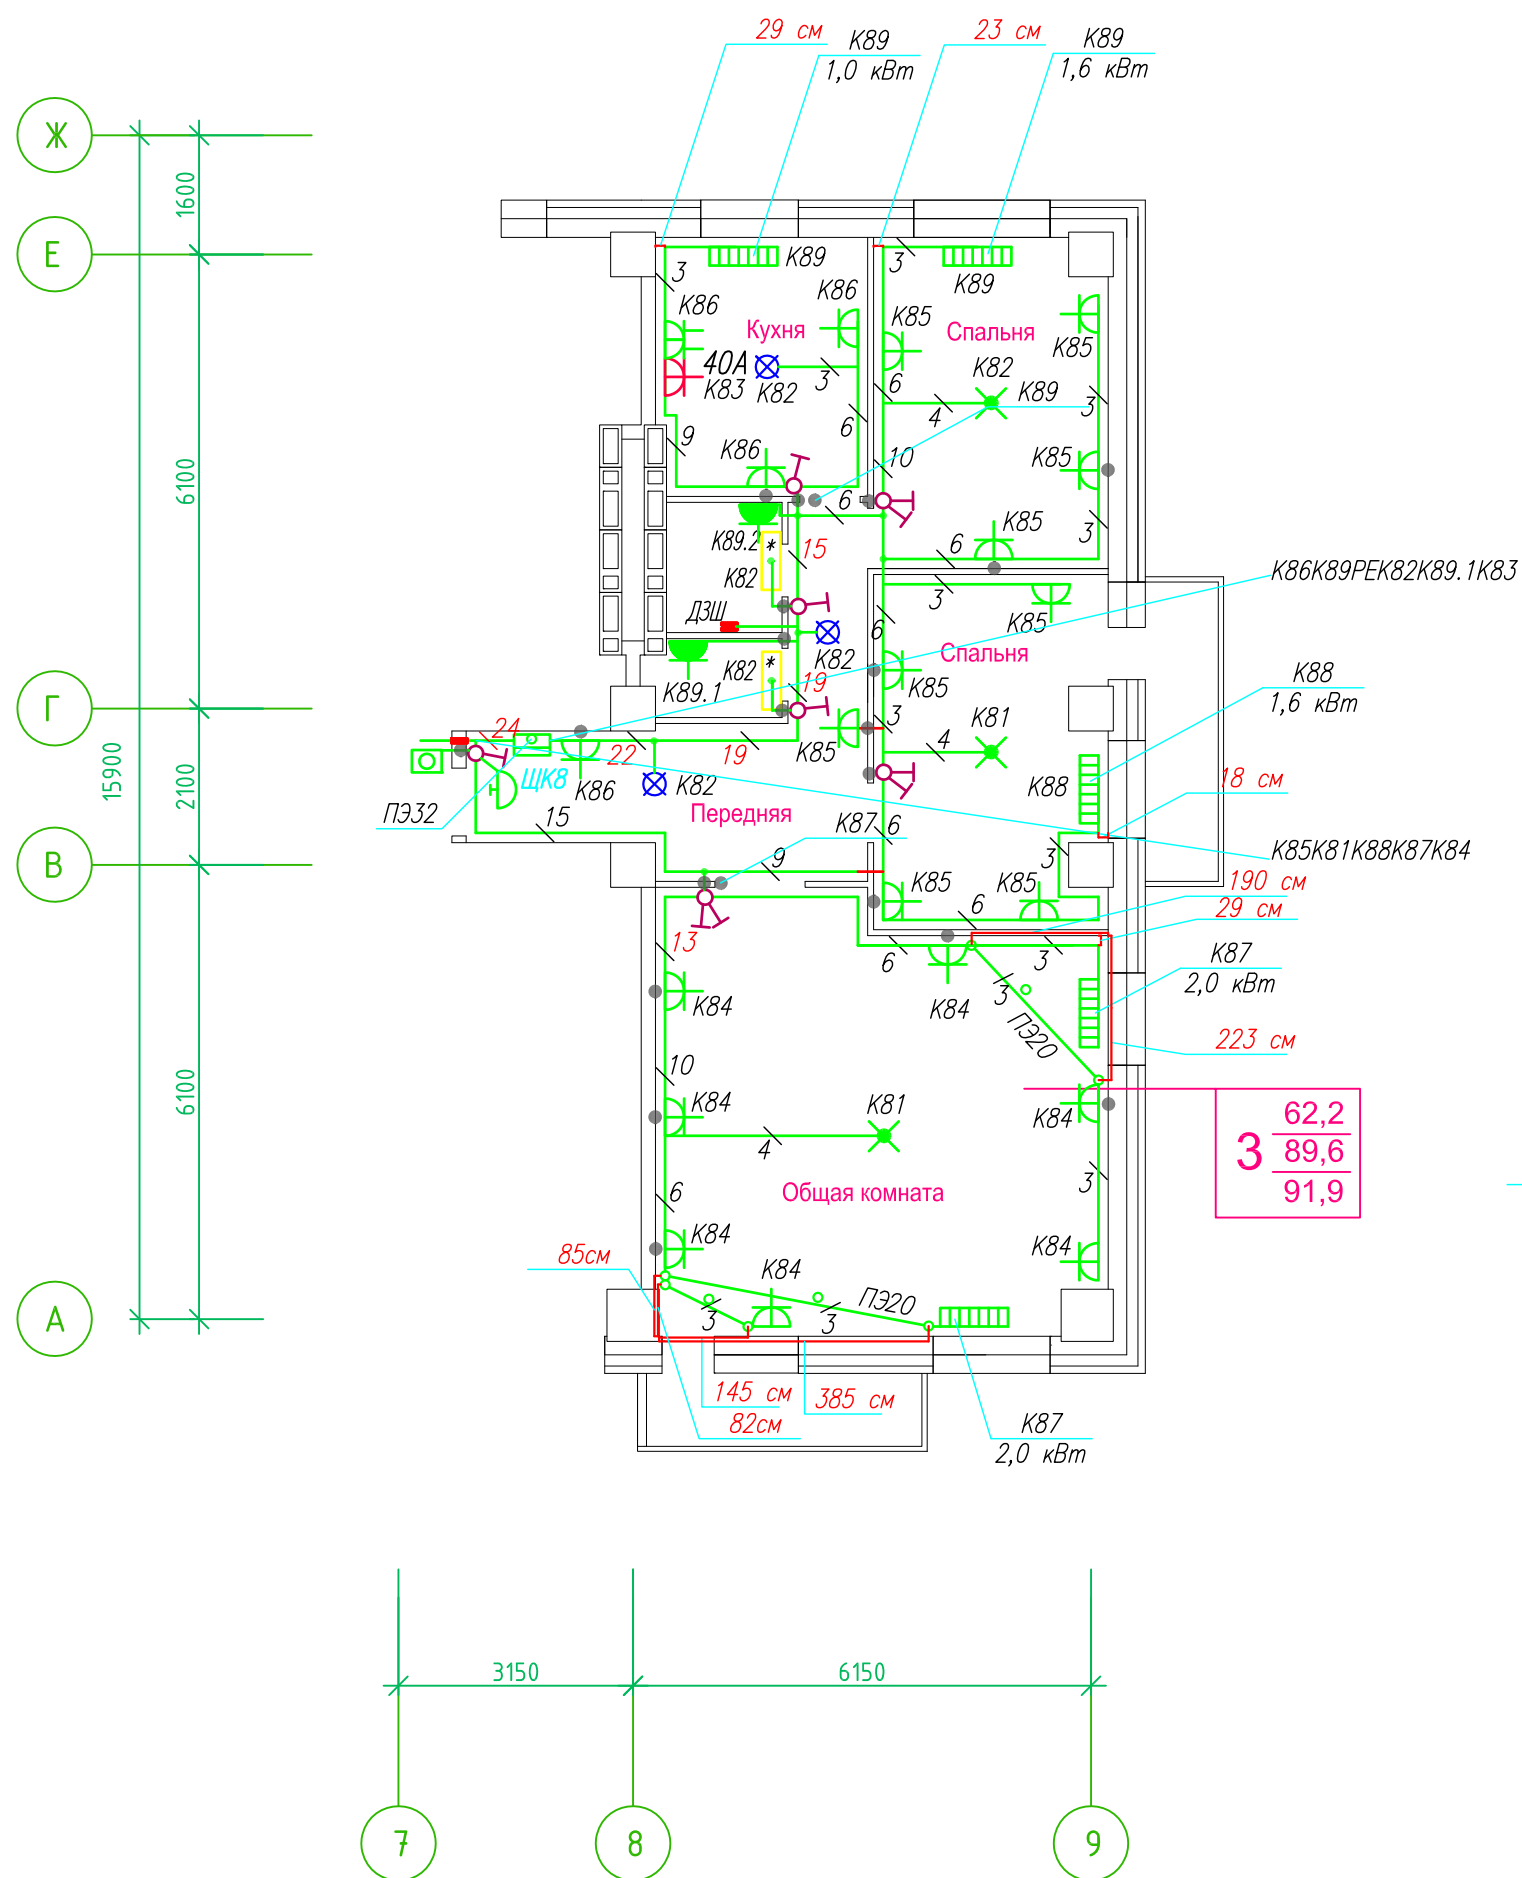 29 см
К89
1,0 кВт
23 см
К89
1,6 кВт
Ж
1600
Е
К89
3
К86
К86
Кухня
40А
К83
К82
3
3
К89
К85
Спальня
К85
К82
К89
6
4
3
9
6
10
К86
К85
6
3
К85
6
6100
К89.2
*
15
К82
ДЗШ
К82
*
К82
19
К89.1
3
К85
6
Спальня
К85
К86К89РЕК82К89.1К83
К88
1,6 кВт
Г
24
22
19
К85
3
4
К81
К88
18 см
15900
2100
ЩК8
К86
К82
ПЭ32
15
Передняя
К87
6
9
3
К85К81К88К87К84
В
К85
К85
190 см
29 см
6
13
6
3
К87
2,0 кВт
К84
К84
3
ПЭ20
223 см
10
6100
К84
К81
К84
4
3
62,2
89,6
91,9
3
6
Общая комната
К84
К84
85см
К84
3
3
ПЭ20
А
145 см
385 см
82см
К87
2,0 кВт
3150
6150
7
8
9